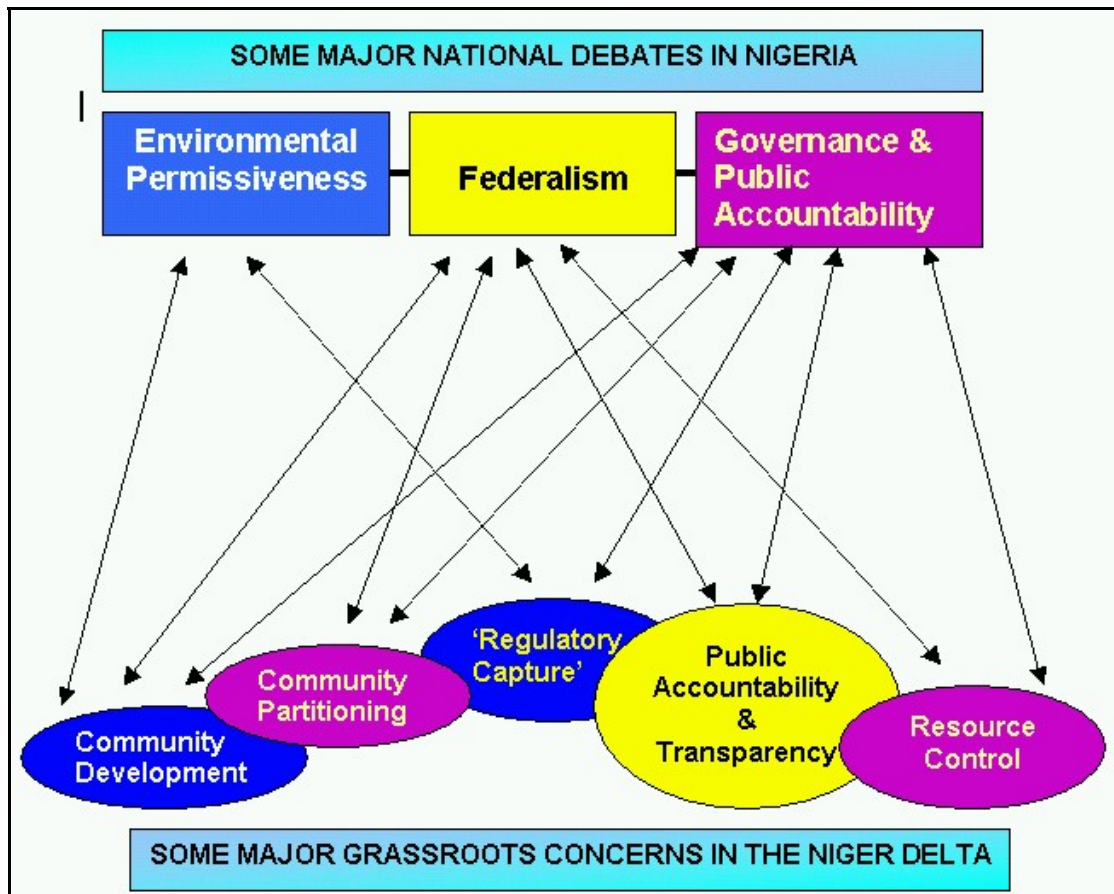 SOME MAJOR NATIONAL DEBATES IN NIGERIA
Environmental
Permissiveness
Federalism
Governance &
Public
Accountability
'Regulatory
Capture'
Public
Accountability
&
Transparency
Community
Partitioning
Resource
Control
Community
Development
SOME MAJOR GRASSROOTS CONCERNS IN THE NIGER DELTA